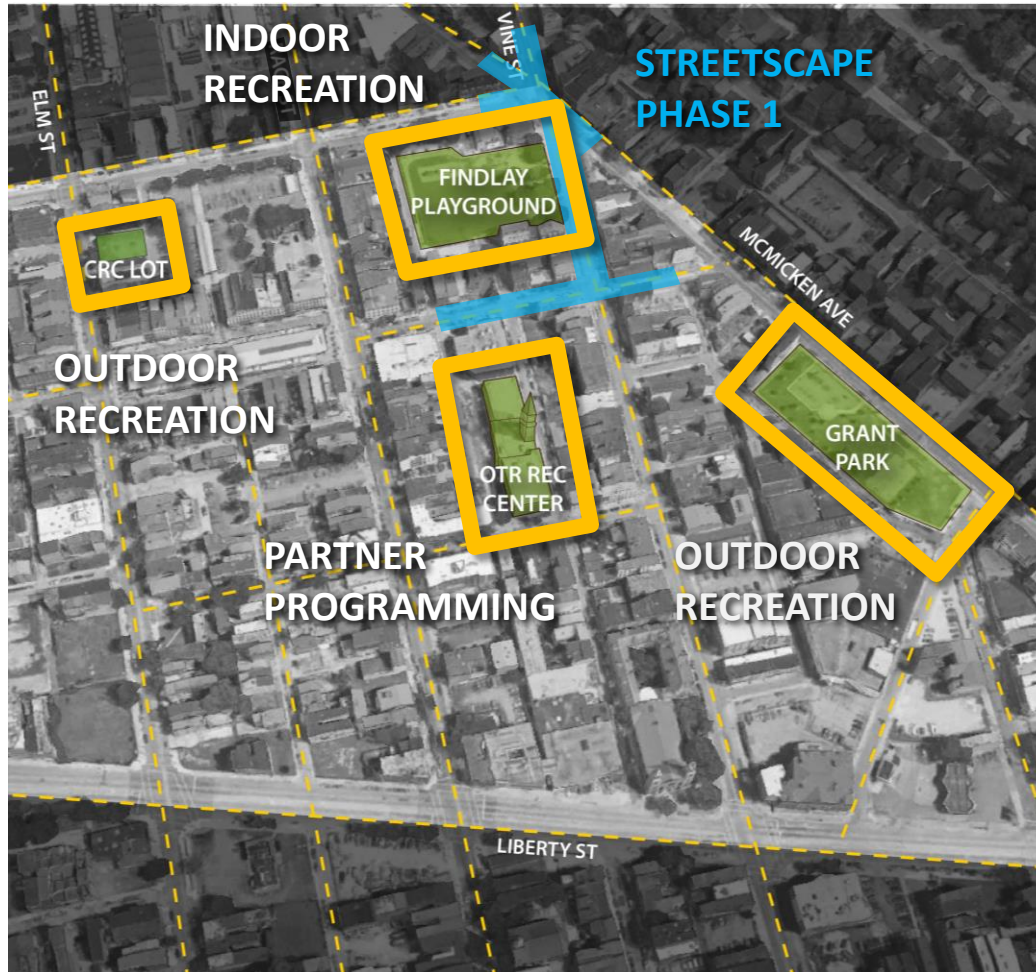 INDOOR
RECREATION
VINE ST
STREETSCAPE
PHASE 1
ELM ST
FINDLAY
PLAYGROUND
CRC LOT
MCMICKEN AVE
OUTDOOR
RECREATION
GRANT
PARK
OTR REC
CENTER
PARTNER
PROGRAMMING
OUTDOOR
RECREATION
LIBERTY ST